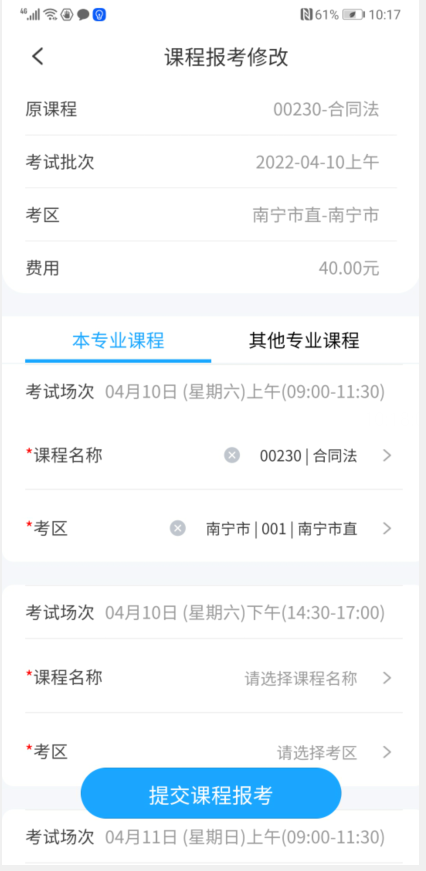 4G 61% 10:17
课程报考修改
原课程 00230-合同法
考试批次 2022-04-10上午
考区 南宁市直-南宁市
费用 40.00元
本专业课程 其他专业课程
考试场次 04月10日 (星期六)上午(09:00-11:30)
*课程名称 00230 | 合同法
*考区 南宁市 | 001 | 南宁市直
考试场次 04月10日 (星期六)下午(14:30-17:00)
*课程名称 请选择课程名称
*考区 请选择考区
提交课程报考
考试场次 04月11日 (星期日)上午(09:00-11:30)